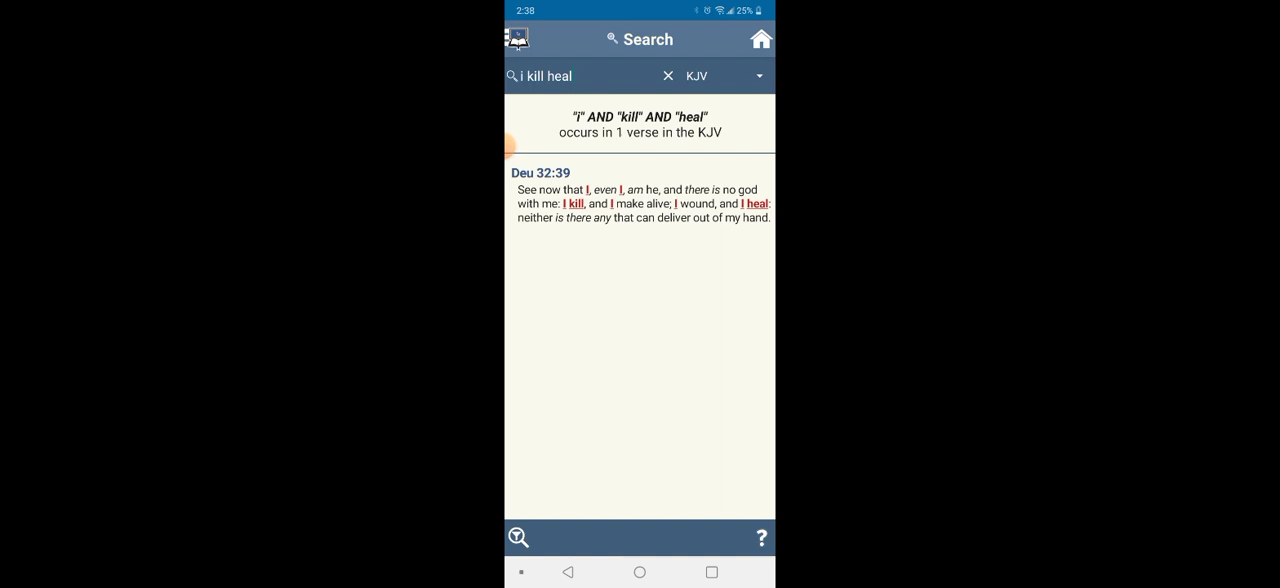 2:38
25%
Search
i kill heal
KJV
"i" AND "kill" AND "heal"
occurs in 1 verse in the KJV
Deu 32:39
See now that I, even I, am he, and there is no god
with me: I kill, and I make alive; I wound, and I heal:
neither is there any that can deliver out of my hand.
?